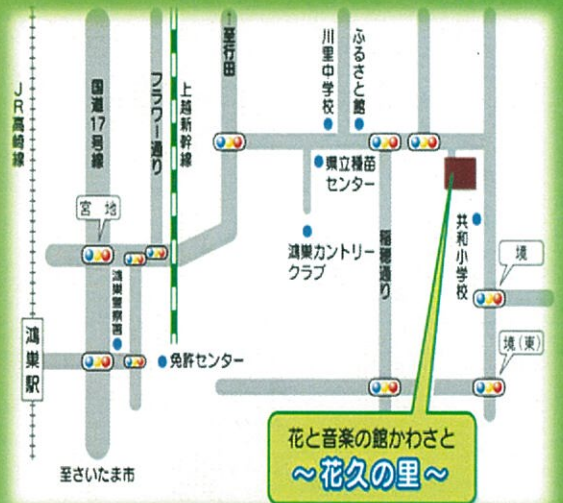 JR高崎線
国道17号線
フラワー通り
上越新幹線
↑至行田
川里中学校
ふるさと館
県立種苗
センター
宮地
鴻巣カントリー
クラブ
稲穂通り
共和小学校
境
鴻巣警察署
境(東)
鴻巣駅
免許センター
至さいたま市
花と音楽の館かわさと
～花久の里～